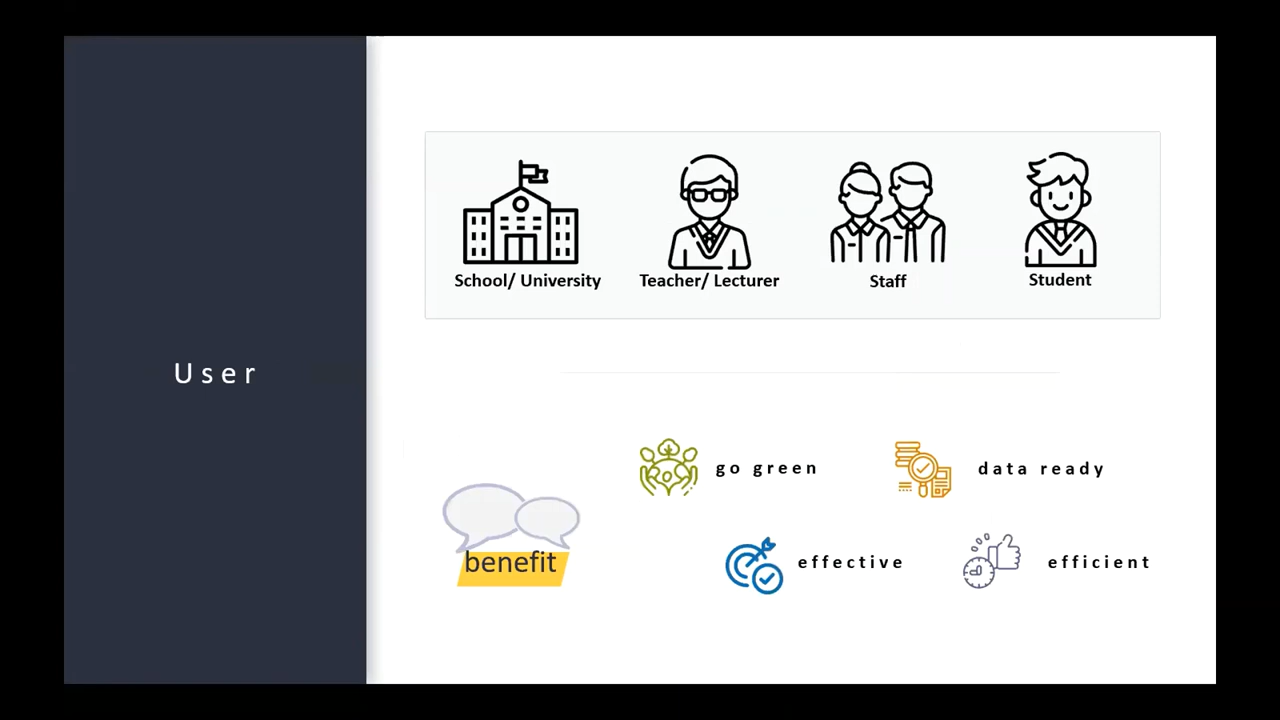 User
School/ University
Teacher/ Lecturer
Staff
Student
benefit
go green
data ready
effective
efficient